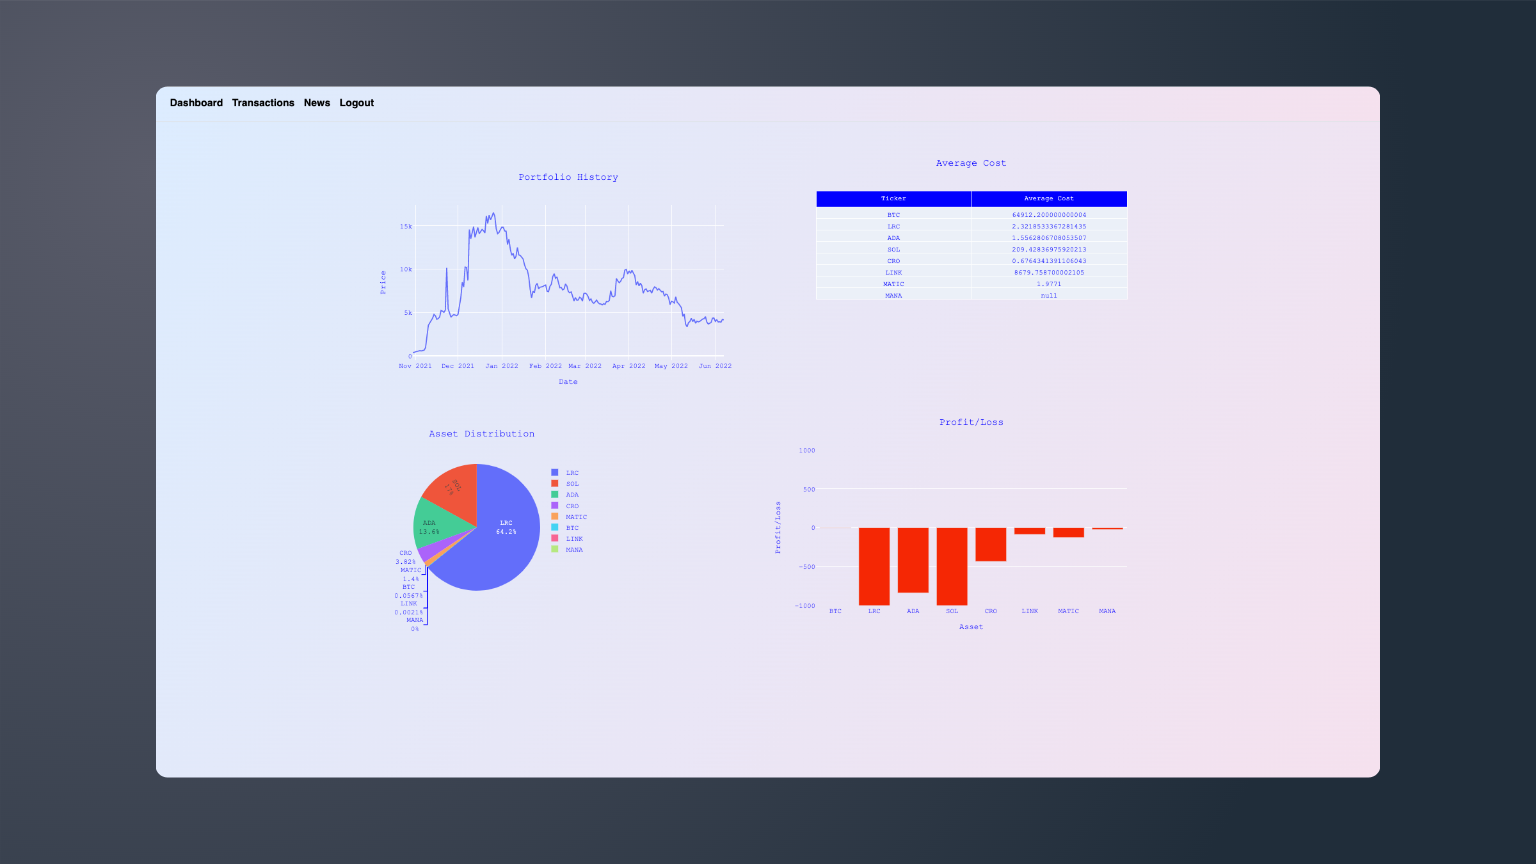 Dashboard Transactions News Logout
Portfolio History
15k
10k
5k
0
Price
Nov 2021 Dec 2021 Jan 2022 Feb 2022 Mar 2022 Apr 2022 May 2022 Jun 2022
Date
Average Cost
Ticker Average Cost
BTC 64912.200000000004
LRC 2.3218533367281435
ADA 1.5562806708053507
SOL 209.42836975920213
CRO 0.6764341391106043
LINK 8679.758700002105
MATIC 1.9771
MANA null
Asset Distribution
SOL
17%
ADA
13.6%
LRC
64.2%
CRO
3.82%
MATIC
1.4%
BTC
0.0567%
LINK
0.0021%
MANA
0%
LRC
SOL
ADA
CRO
MATIC
BTC
LINK
MANA
Profit/Loss
1000
500
0
−500
−1000
Profit/Loss
BTC LRC ADA SOL CRO LINK MATIC MANA
Asset